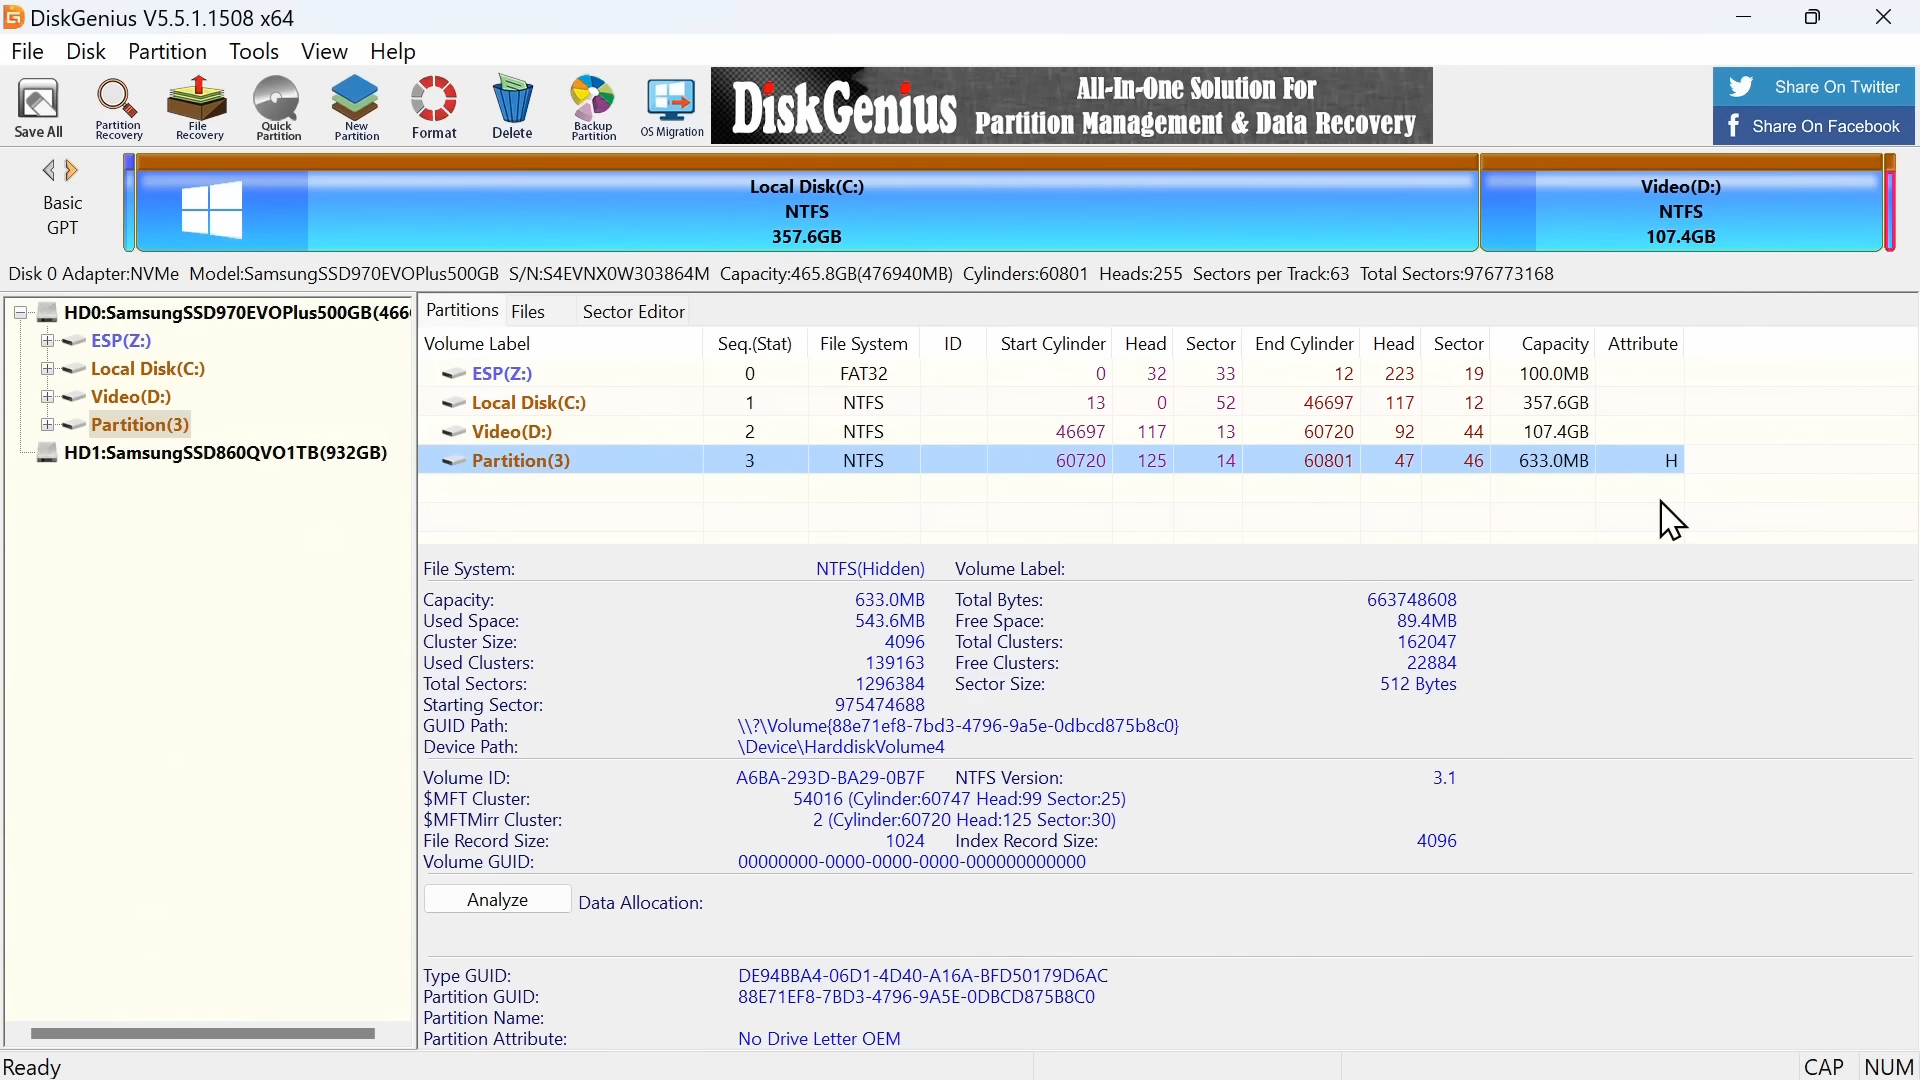 DiskGenius V5.5.1.1508 x64
File Disk Partition Tools View Help
Save All
Partition Recovery
File Recovery
Quick Partition
New Partition
Format
Delete
Backup Partition
OS Migration
DiskGenius
All-In-One Solution For
Partition Management & Data Recovery
Share On Twitter
Share On Facebook
Basic
GPT
Local Disk(C:)
NTFS
357.6GB
Video(D:)
NTFS
107.4GB
Disk 0 Adapter:NVMe Model:SamsungSSD970EVOPlus500GB S/N:S4EVNX0W303864M Capacity:465.8GB(476940MB) Cylinders:60801 Heads:255 Sectors per Track:63 Total Sectors:976773168
HD0:SamsungSSD970EVOPlus500GB(466
ESP(Z:)
Local Disk(C:)
Video(D:)
Partition(3)
HD1:SamsungSSD860QVO1TB(932GB)
Partitions Files Sector Editor
Volume Label Seq.(Stat) File System ID Start Cylinder Head Sector End Cylinder Head Sector Capacity Attribute
ESP(Z:) 0 FAT32 0 32 33 12 223 19 100.0MB
Local Disk(C:) 1 NTFS 13 0 52 46697 117 12 357.6GB
Video(D:) 2 NTFS 46697 117 13 60720 92 44 107.4GB
Partition(3) 3 NTFS 60720 125 14 60801 47 46 633.0MB H
File System: NTFS(Hidden) Volume Label:
Capacity: 633.0MB Total Bytes: 663748608
Used Space: 543.6MB Free Space: 89.4MB
Cluster Size: 4096 Total Clusters: 162047
Used Clusters: 139163 Free Clusters: 22884
Total Sectors: 1296384 Sector Size: 512 Bytes
Starting Sector: 975474688
GUID Path: \\?\Volume{88e71ef8-7bd3-4796-9a5e-0dbcd875b8c0}
Device Path: \Device\HarddiskVolume4
Volume ID: A6BA-293D-BA29-0B7F NTFS Version: 3.1
$MFT Cluster: 54016 (Cylinder:60747 Head:99 Sector:25)
$MFTMirr Cluster: 2 (Cylinder:60720 Head:125 Sector:30)
File Record Size: 1024 Index Record Size: 4096
Volume GUID: 00000000-0000-0000-0000-000000000000
Analyze Data Allocation:
Type GUID: DE94BBA4-06D1-4D40-A16A-BFD50179D6AC
Partition GUID: 88E71EF8-7BD3-4796-9A5E-0DBCD875B8C0
Partition Name:
Partition Attribute: No Drive Letter OEM
Ready CAP NUM